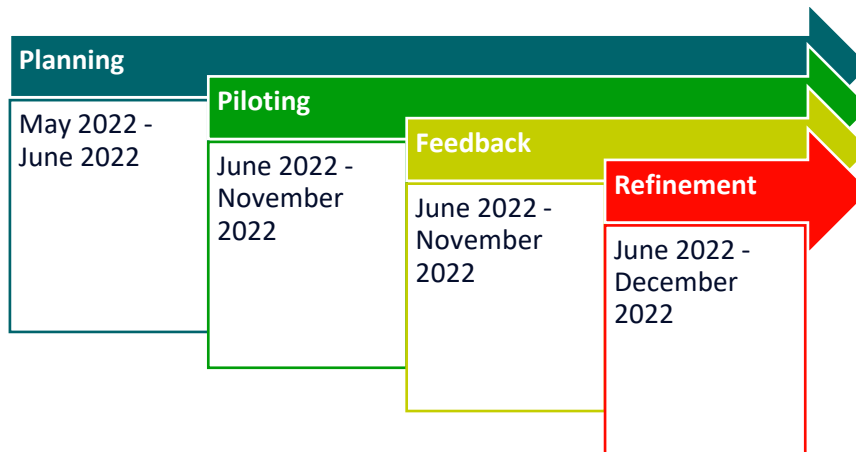 Planning
May 2022 -
June 2022
Piloting
June 2022 -
November
2022
Feedback
June 2022 -
November
2022
Refinement
June 2022 -
December
2022